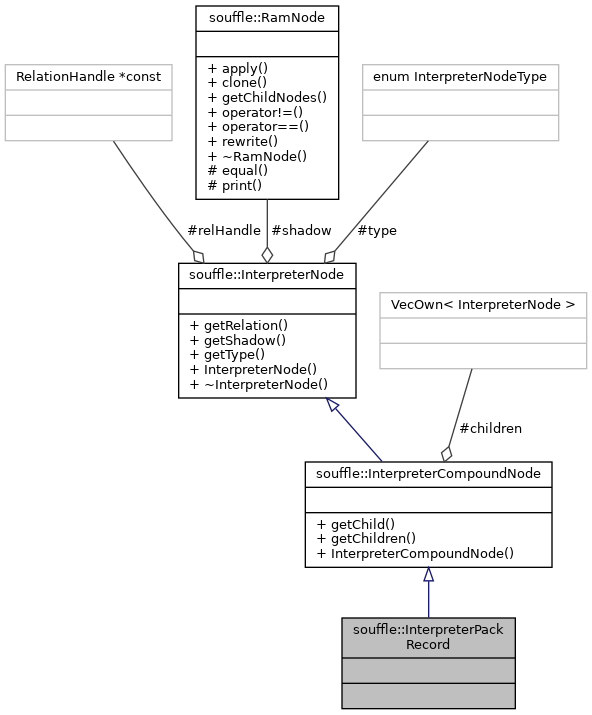 souffle::RamNode
+ apply()
+ clone()
+ getChildNodes()
+ operator!=()
+ operator==()
+ rewrite()
+ ~RamNode()
# equal()
# print()
RelationHandle *const
enum InterpreterNodeType
#relHandle
#shadow
#type
souffle::InterpreterNode
+ getRelation()
+ getShadow()
+ getType()
+ InterpreterNode()
+ ~InterpreterNode()
VecOwn< InterpreterNode >
#children
souffle::InterpreterCompoundNode
+ getChild()
+ getChildren()
+ InterpreterCompoundNode()
souffle::InterpreterPack
Record